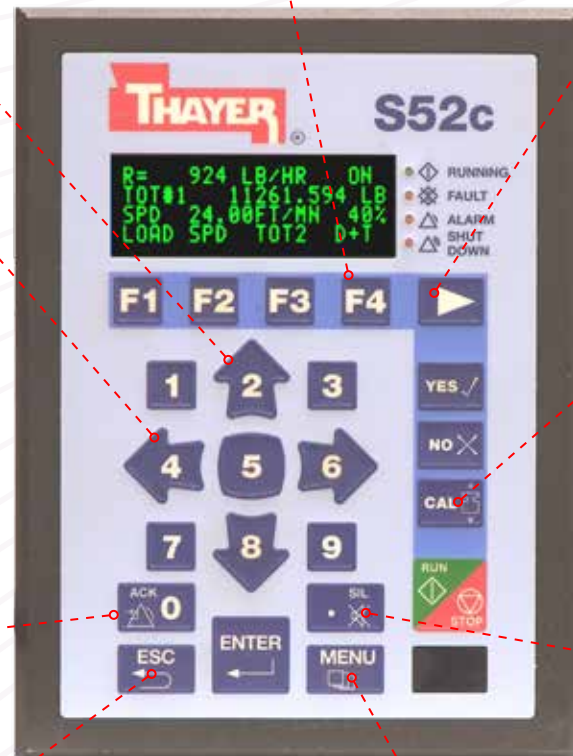 THAYER ®
S52c
R= 924 LB/HR ON
TOT#1 11261.594 LB
SPD 24.00FT/MN 40%
LOAD SPD TOT2 D+T
RUNNING
FAULT
ALARM
SHUT
DOWN
F1 F2 F3 F4
1 2 3
YES
4 5 6
NO
CAL
7 8 9
RUN
STOP
ACK 0
. SIL
ESC
ENTER
MENU